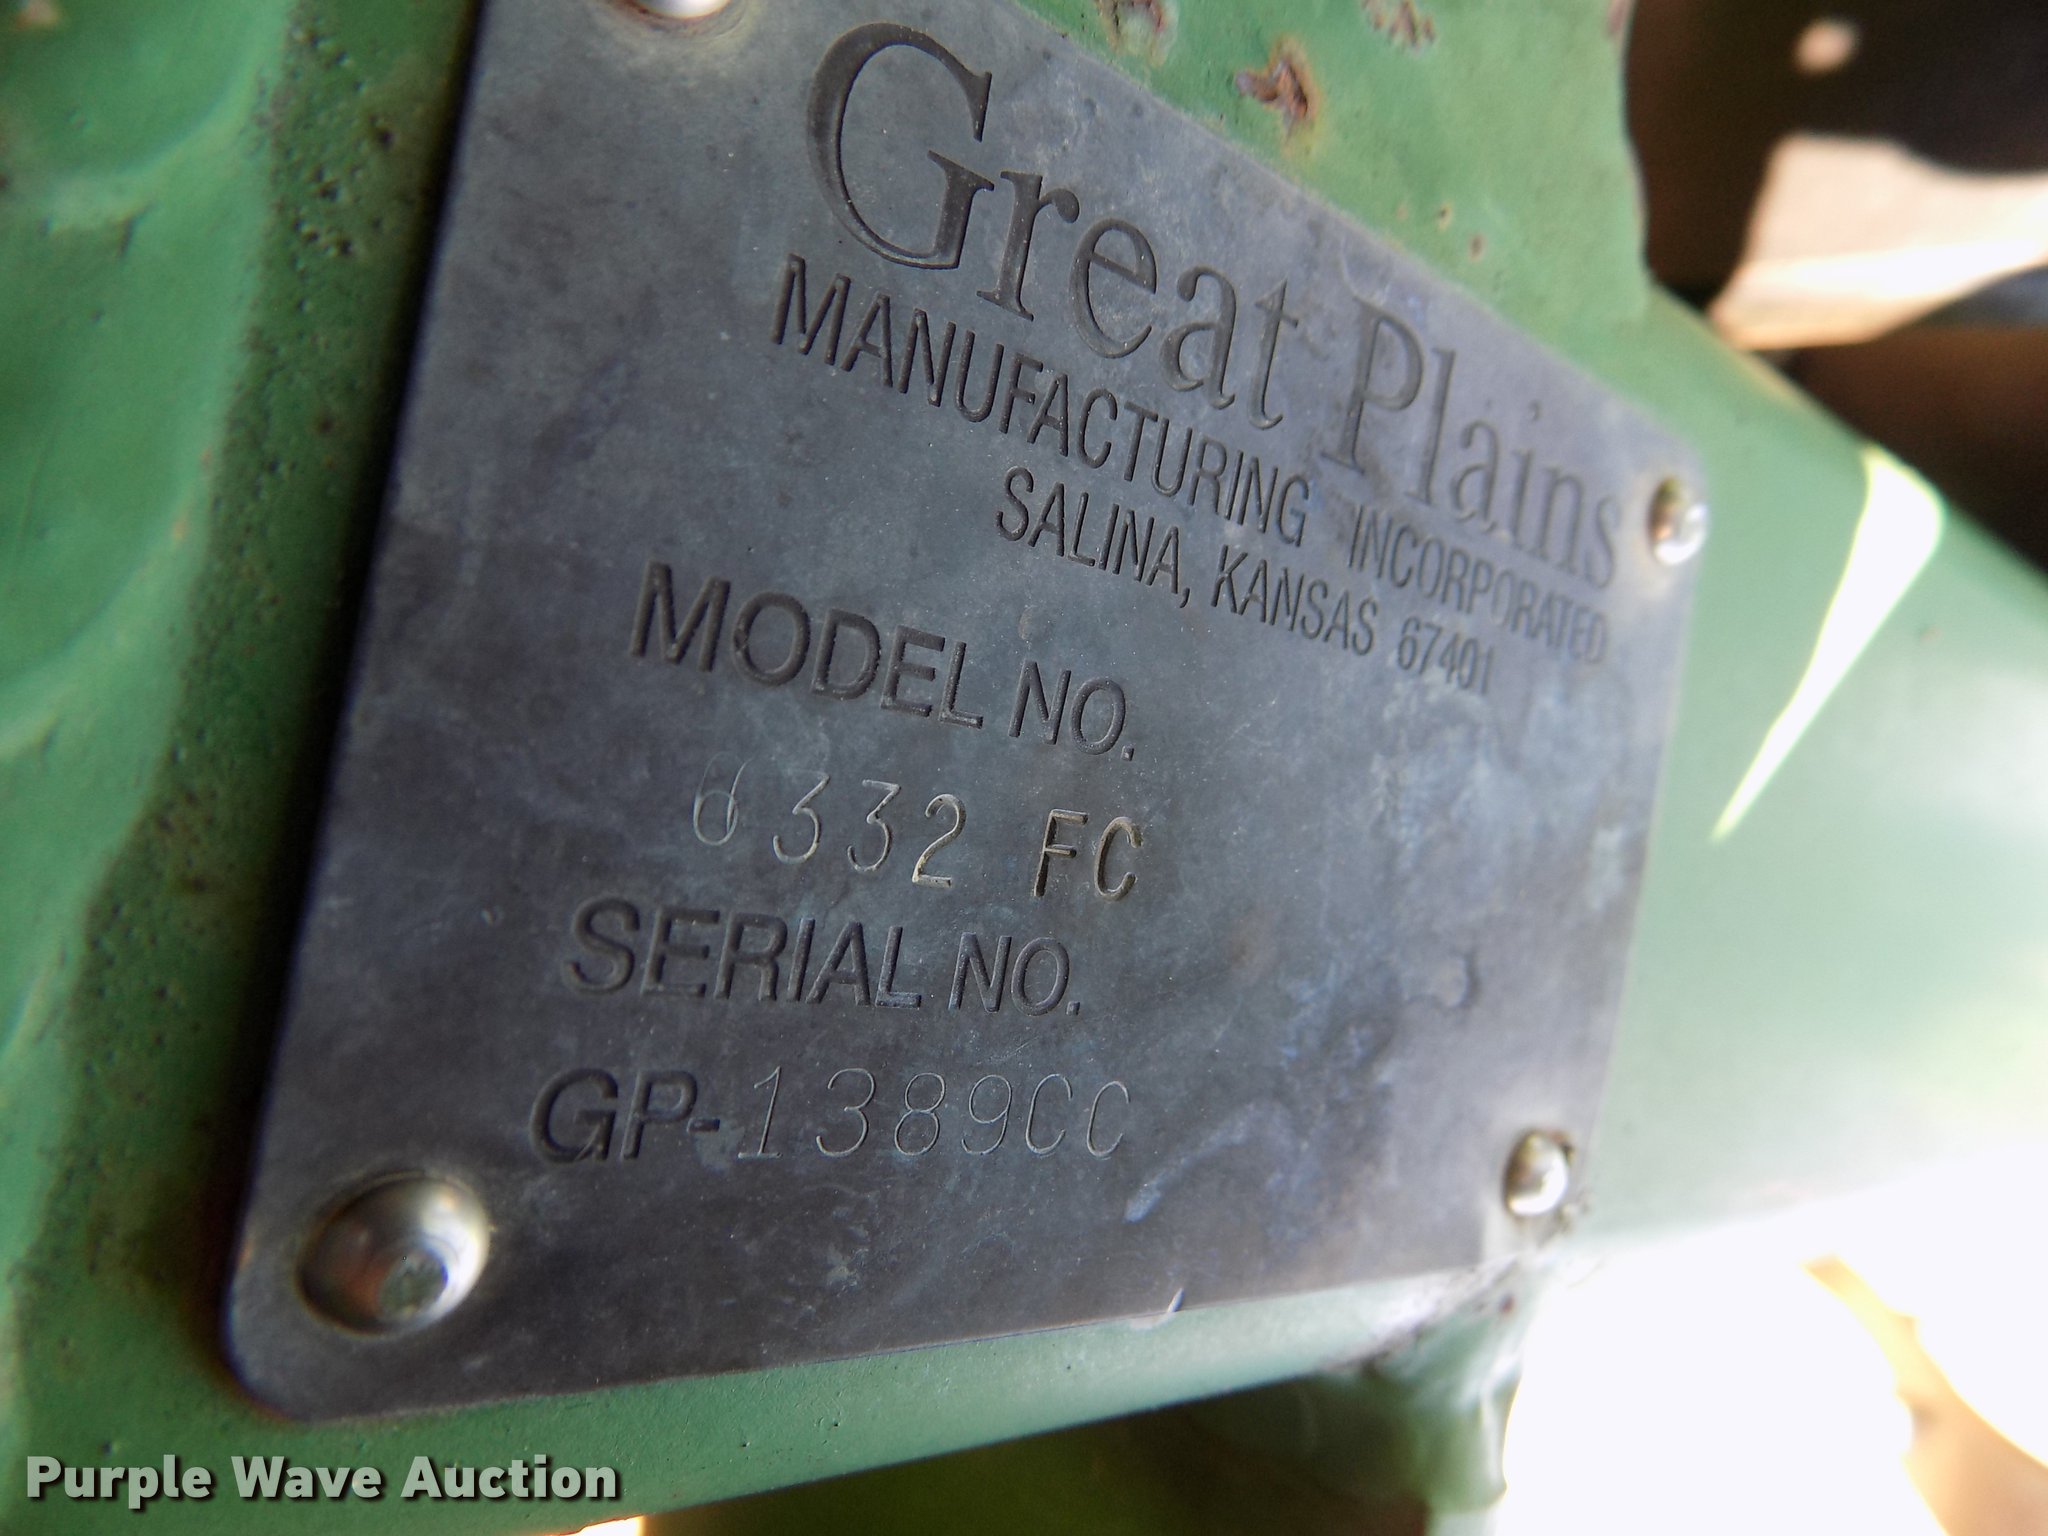 Great Plains
MANUFACTURING INCORPORATED
SALINA, KANSAS 67401
MODEL NO.
6332 FC
SERIAL NO.
GP-1389CC
Purple Wave Auction